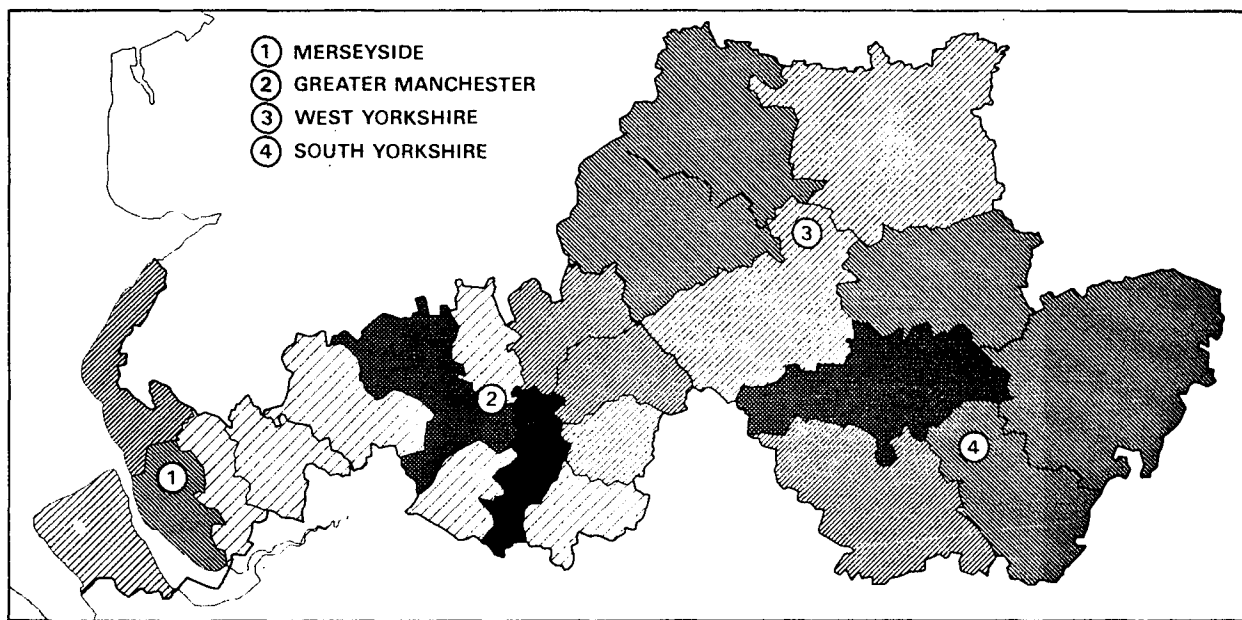 ① MERSEYSIDE
② GREATER MANCHESTER
③ WEST YORKSHIRE
④ SOUTH YORKSHIRE
③
②
④
①